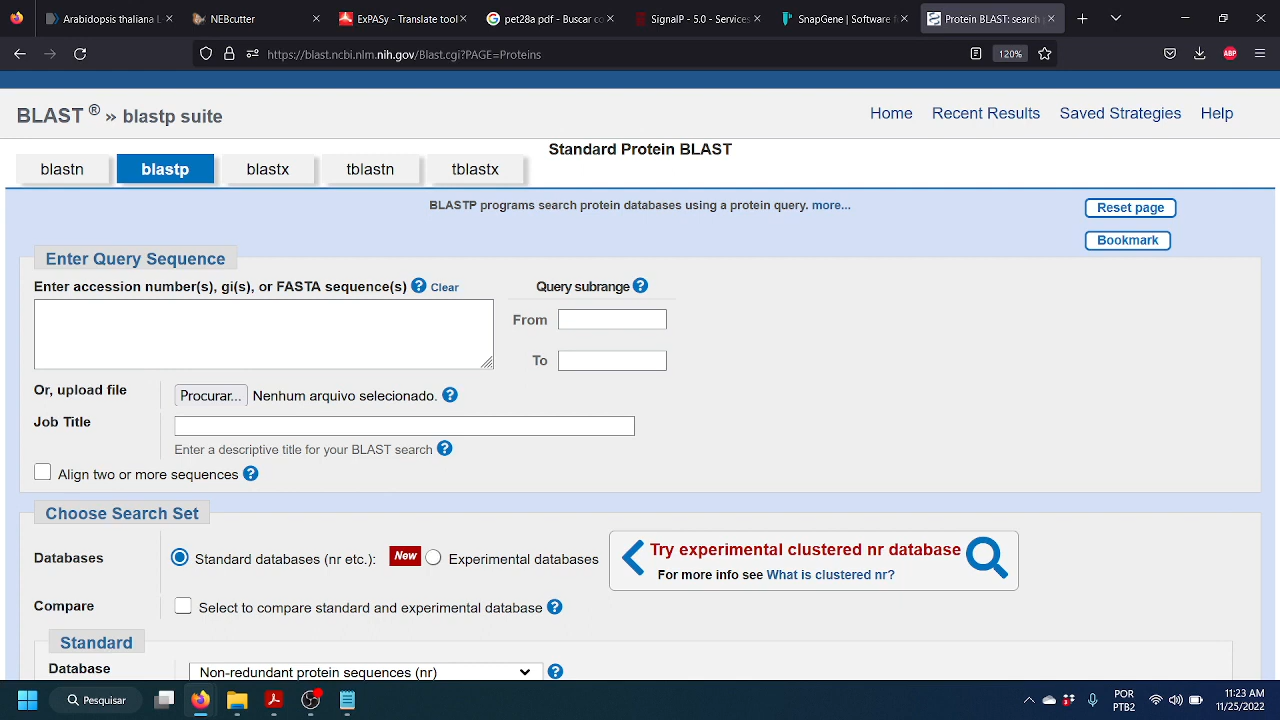 Aidopsis thaliana L
NEBcutter
ExPASy - Translate tool
pet28a pdf - Buscar co
SignalP - 5.0 - Services
SnapGene | Software
Protein BLAST: search
https://blast.ncbi.nlm.nih.gov/Blast.cgi?PAGE=Proteins
120%
ABP
BLAST ® » blastp suite
Home
Recent Results
Saved Strategies
Help
Standard Protein BLAST
blastn
blastp
blastx
tblastn
tblastx
BLASTP programs search protein databases using a protein query. more...
Reset page
Bookmark
Enter Query Sequence
Enter accession number(s), gi(s), or FASTA sequence(s) ? Clear
Query subrange ?
From
To
Or, upload file
Procurar... Nenhum arquivo selecionado. ?
Job Title
Enter a descriptive title for your BLAST search ?
Align two or more sequences ?
Choose Search Set
Databases
Standard databases (nr etc.):
New
Experimental databases
Try experimental clustered nr database
For more info see What is clustered nr?
Compare
Select to compare standard and experimental database ?
Standard
Database
Non-redundant protein sequences (nr)
?
Pesquisar
POR
PTB2
11:23 AM
11/25/2022